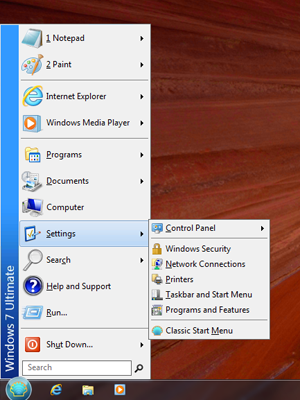 1 Notepad
2 Paint
Internet Explorer
Windows Media Player
Programs
Documents
Computer
Settings
Search
Help and Support
Run...
Shut Down...
Search
Windows 7 Ultimate
Control Panel
Windows Security
Network Connections
Printers
Taskbar and Start Menu
Programs and Features
Classic Start Menu